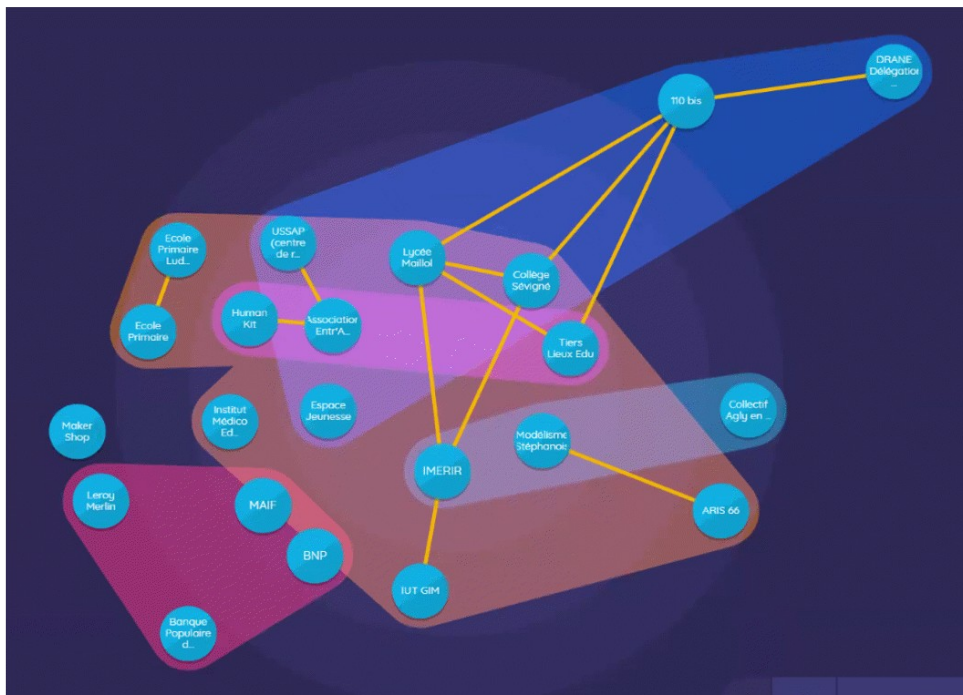 DRANE
Délégation
...
110 bis
Ecole
Primaire
Lud...
USSAP
(centre
de r...
Lycée
Maillol
Collège
Sévigné
Human
Kit
Association
Entr'A...
Ecole
Primaire
Tiers
Lieux Edu
Institut
Médico
Ed...
Espace
Jeunesse
Collectif
Agly en ...
Maker
Shop
Modélisme
Stéphanois
IMERIR
Leroy
Merlin
MAIF
ARIS 66
BNP
IUT GIM
Banque
Populaire
d...